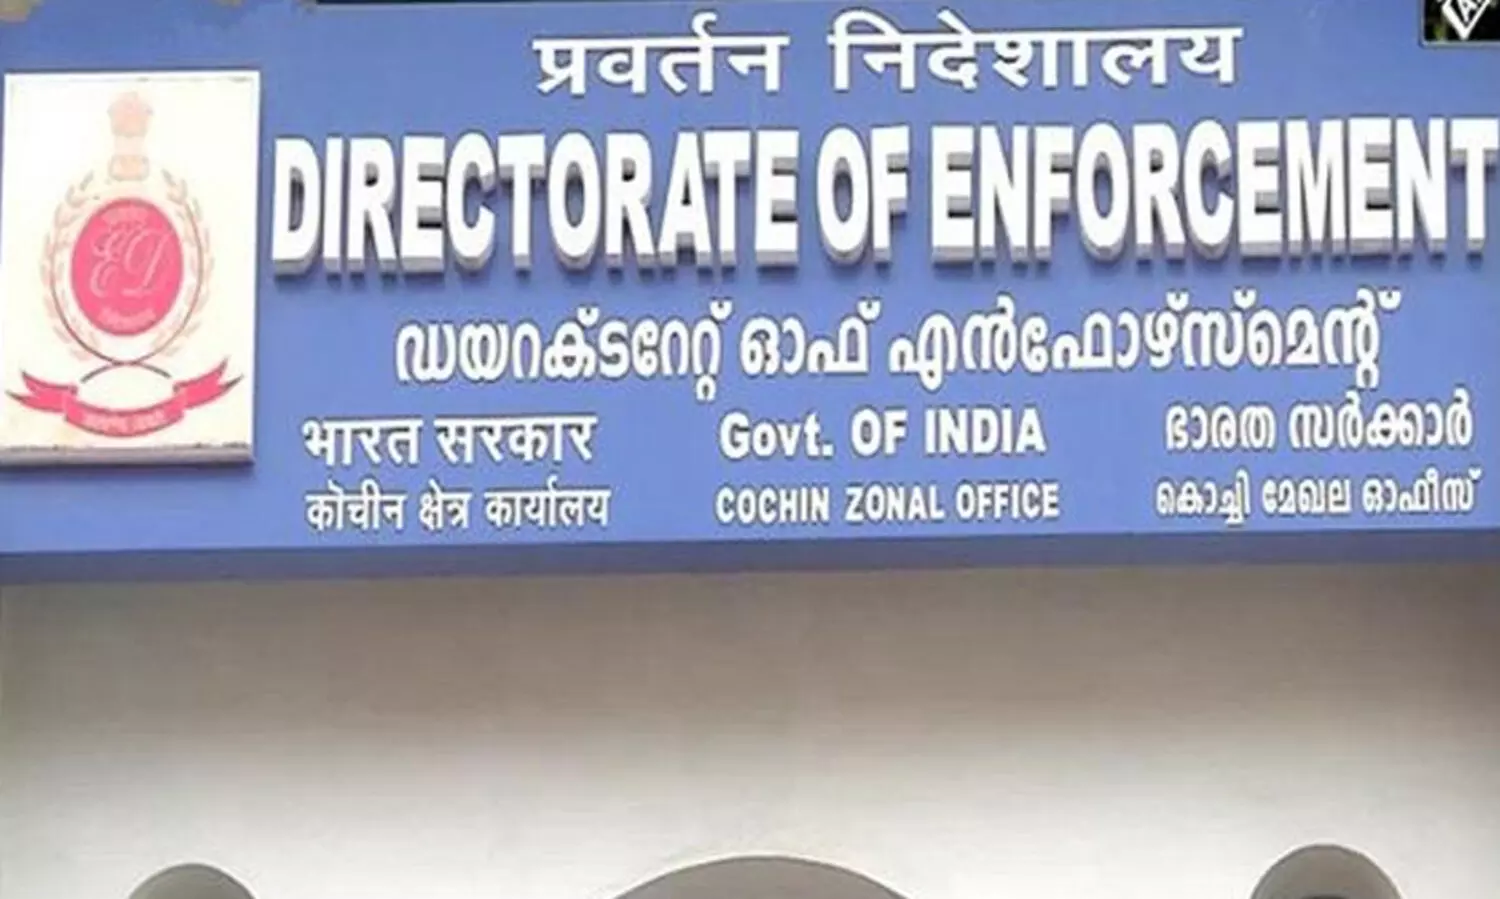 प्रवर्तन निदेशालय
DIRECTORATE OF ENFORCEMENT
ഡയറക്ടറേറ്റ് ഓഫ് എൻഫോഴ്സ്മെന്റ്
भारत सरकार Govt. OF INDIA ഭാരത സർക്കാർ
कोचीन क्षेत्र कार्यालय COCHIN ZONAL OFFICE കൊച്ചി മേഖല ഓഫീസ്
ED